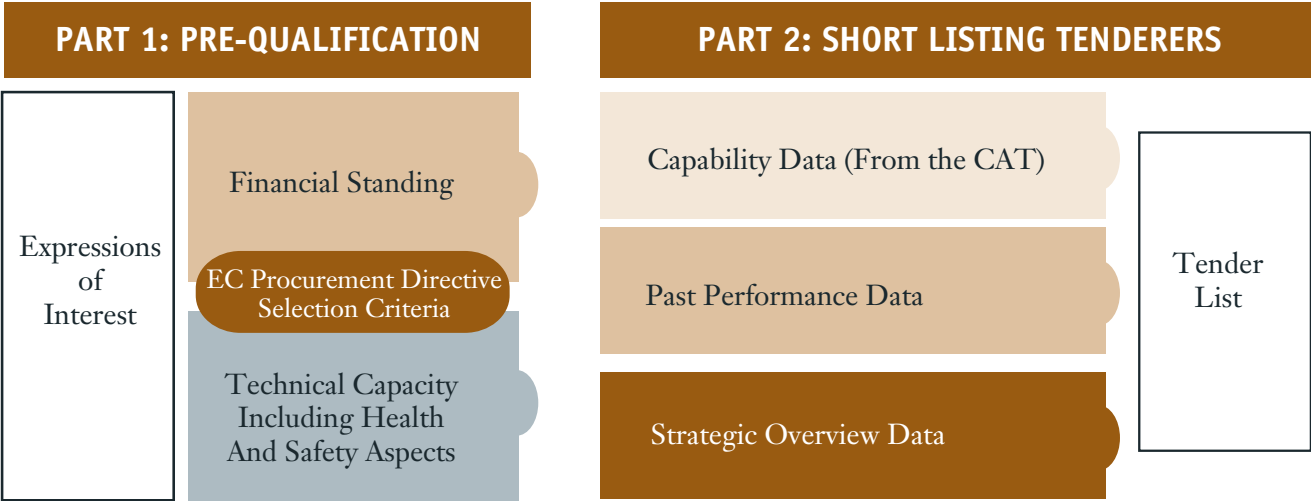 PART 1: PRE-QUALIFICATION
Expressions
of
Interest
Financial Standing
EC Procurement Directive
Selection Criteria
Technical Capacity
Including Health
And Safety Aspects
PART 2: SHORT LISTING TENDERERS
Capability Data (From the CAT)
Past Performance Data
Strategic Overview Data
Tender
List